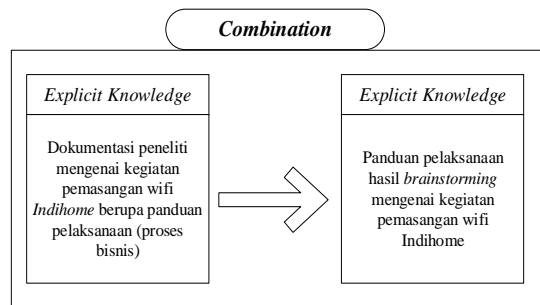 Combination
Explicit Knowledge
Dokumentasi peneliti
mengenai kegiatan
pemasangan wifi
Indihome berupa panduan
pelaksanaan (proses
bisnis)
Explicit Knowledge
Panduan pelaksanaan
hasil brainstorming
mengenai kegiatan
pemasangan wifi
Indihome